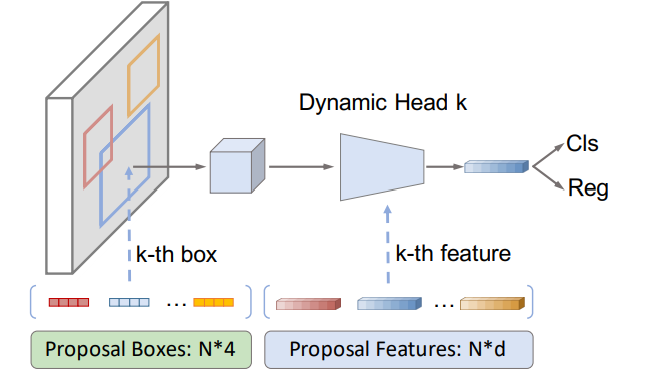 Dynamic Head k
Cls
Reg
k-th box
k-th feature
...
...
Proposal Boxes: N*4
Proposal Features: N*d